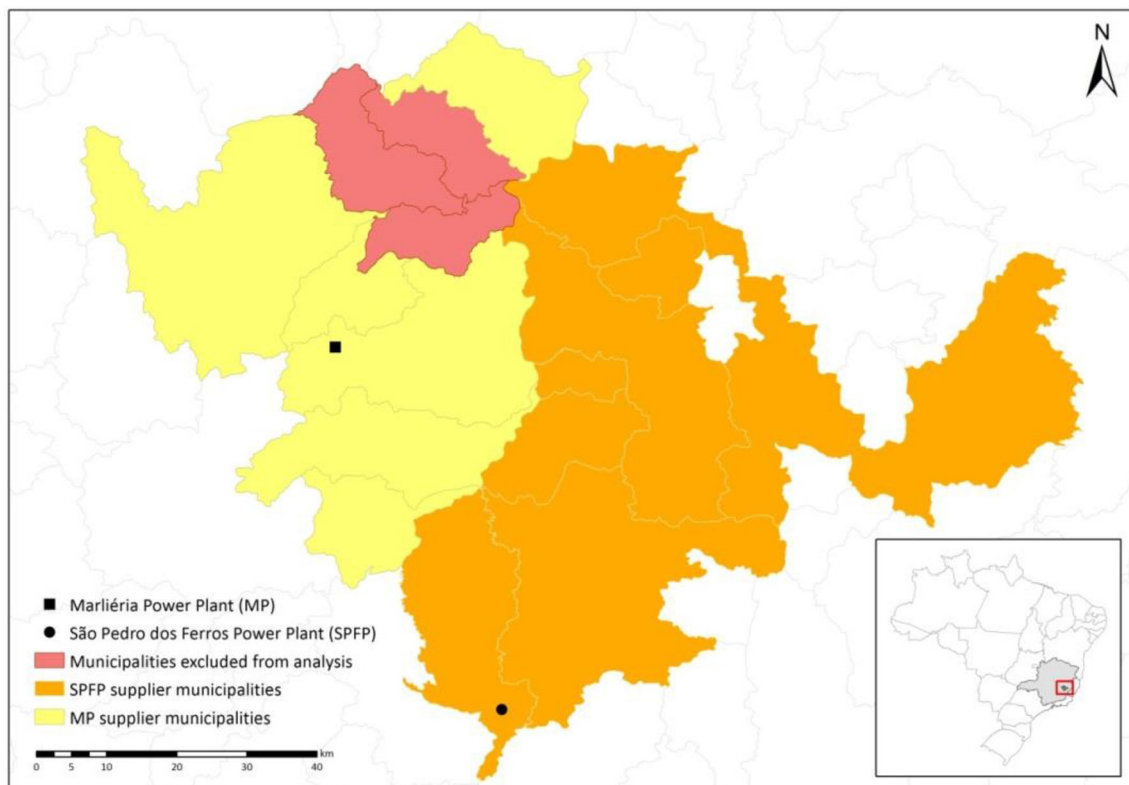 N
Marliéria Power Plant (MP)
São Pedro dos Ferros Power Plant (SPFP)
Municipalities excluded from analysis
SPFP supplier municipalities
MP supplier municipalities
km
0 5 10 20 30 40